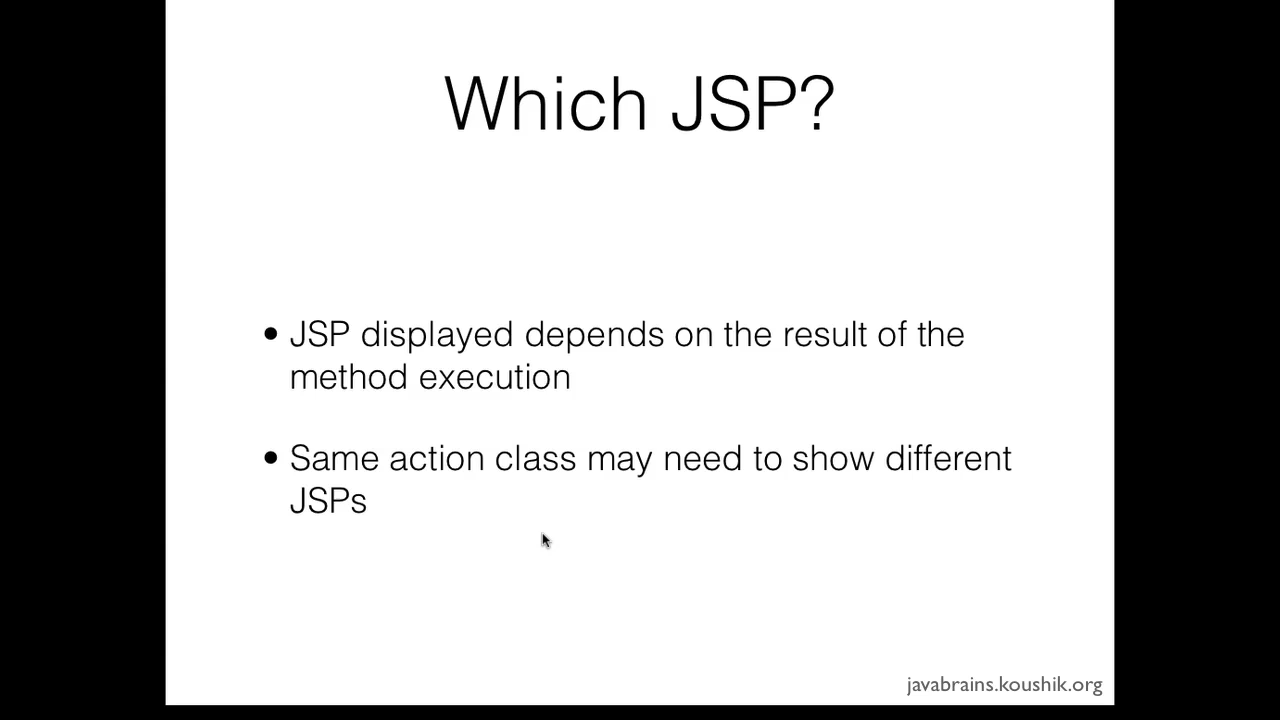 Which JSP?
• JSP displayed depends on the result of the
method execution
• Same action class may need to show different
JSPs
javabrains.koushik.org